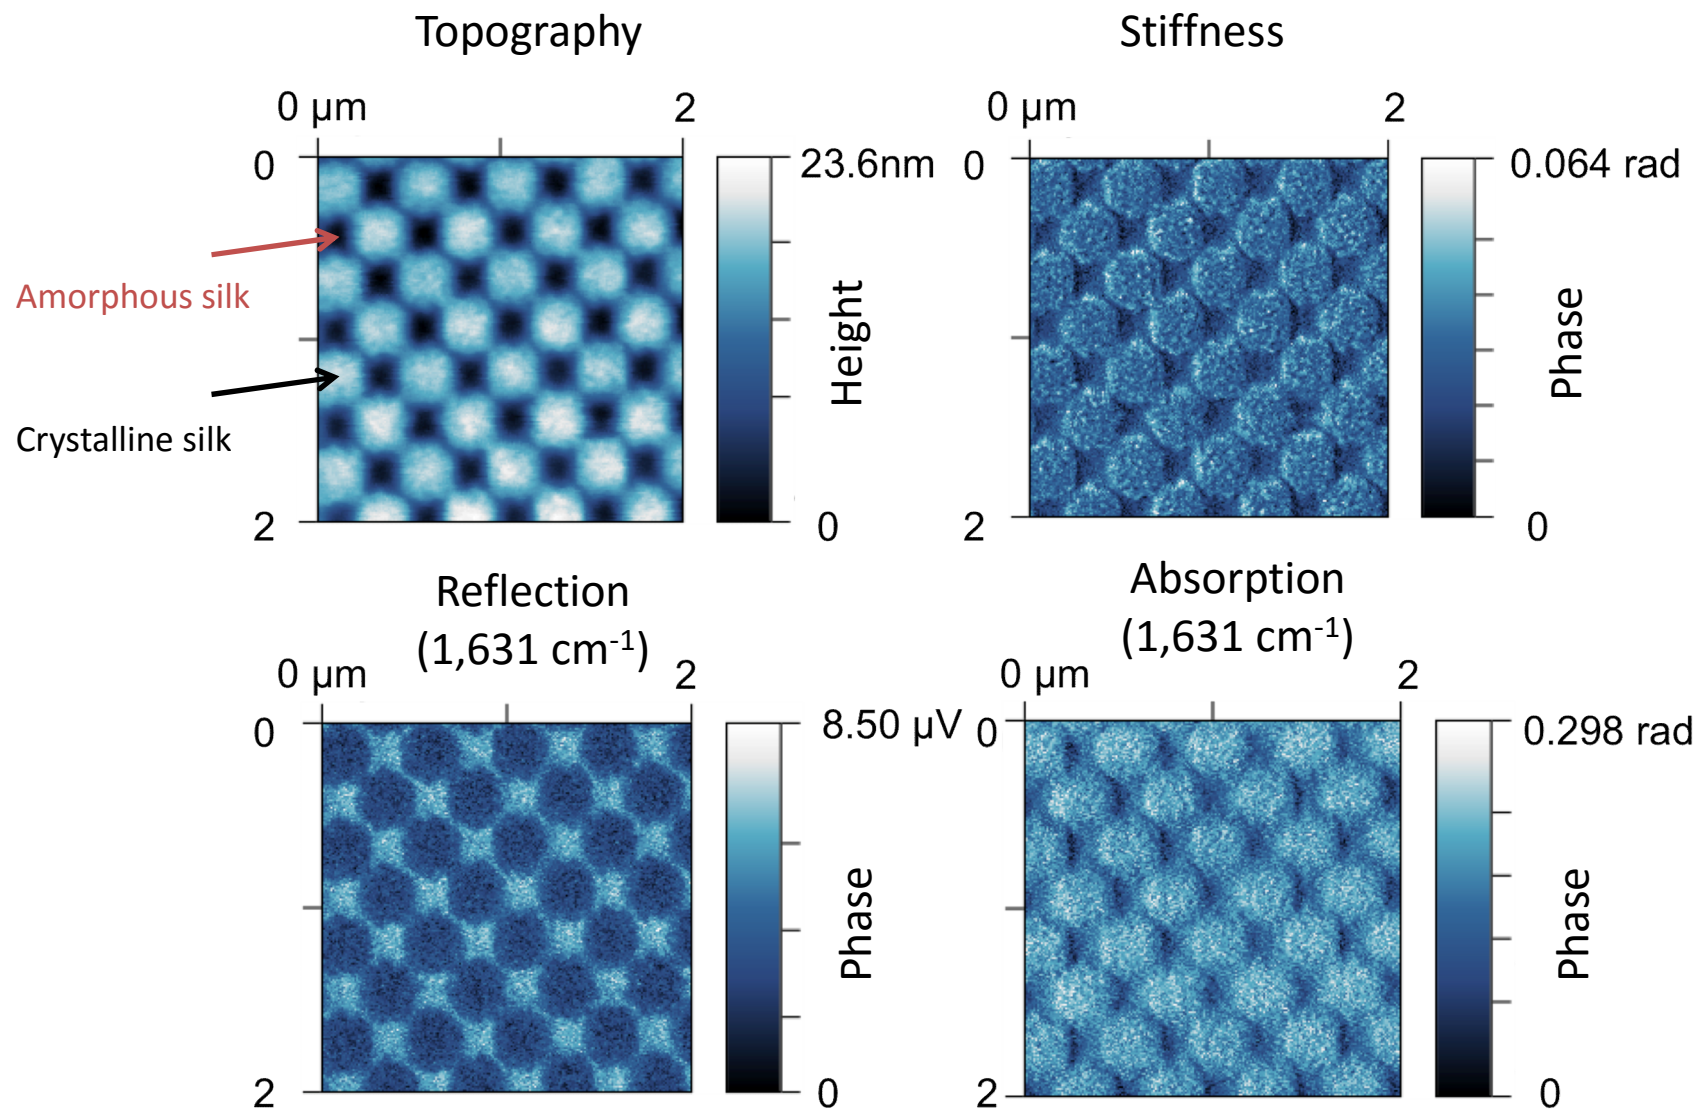 Topography
0 µm
2
0
2
23.6nm
0
Height
Amorphous silk
Crystalline silk
Stiffness
0 µm
2
0
2
0.064 rad
0
Phase
Reflection
(1,631 cm-1)
0 µm
2
0
2
8.50 µV
0
Phase
Absorption
(1,631 cm-1)
0 µm
2
0
2
0.298 rad
0
Phase